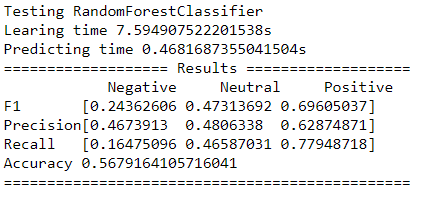 Testing RandomForestClassifier
Learing time 7.594907522201538s
Predicting time 0.4681687355041504s
==================== Results ===================
Negative Neutral Positive
F1 [0.24362606 0.47313692 0.69605037]
Precision[0.4673913 0.4806338 0.62874871]
Recall [0.16475096 0.46587031 0.77948718]
Accuracy 0.5679164105716041
================================================